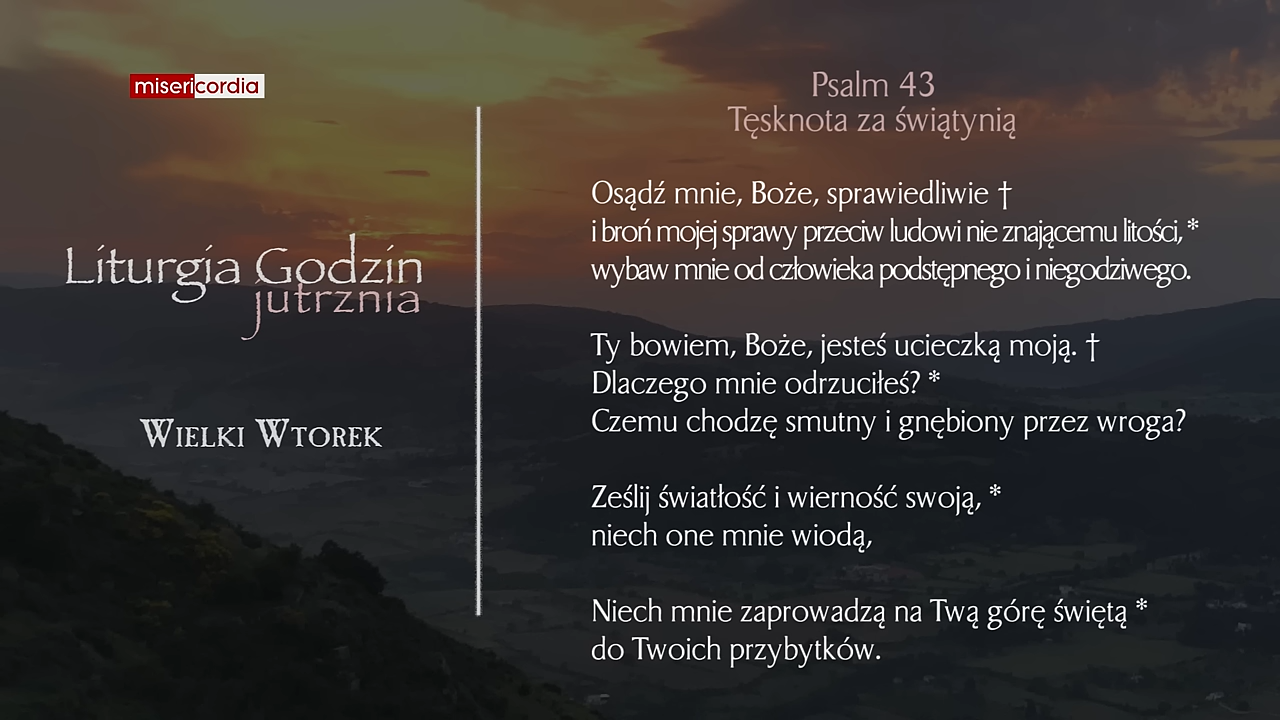 misericordia
Liturgia Godzin
jutrznia
Wielki Wtorek
Psalm 43
Tęsknota za świątynią
Osądź mnie, Boże, sprawiedliwie †
i broń mojej sprawy przeciw ludowi nie znającemu litości, *
wybaw mnie od człowieka podstępnego i niegodziwego.
Ty bowiem, Boże, jesteś ucieczką moją. †
Dlaczego mnie odrzuciłeś? *
Czemu chodzę smutny i gnębiony przez wroga?
Ześlij światłość i wierność swoją, *
niech one mnie wiodą,
Niech mnie zaprowadzą na Twą górę świętą *
do Twoich przybytków.